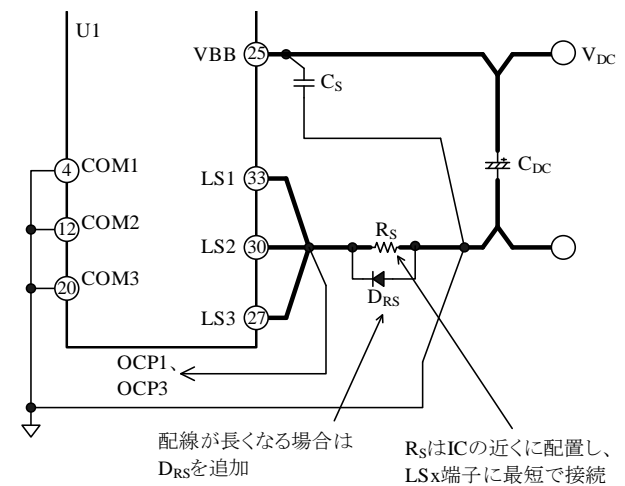 U1
VBB 25
V_DC
C_S
C_DC
4 COM1
LS1 33
12 COM2
R_S
LS2 30
20 COM3
D_RS
LS3 27
OCP1、
OCP3
配線が長くなる場合は
D_RSを追加
R_SはICの近くに配置し、
LSx端子に最短で接続